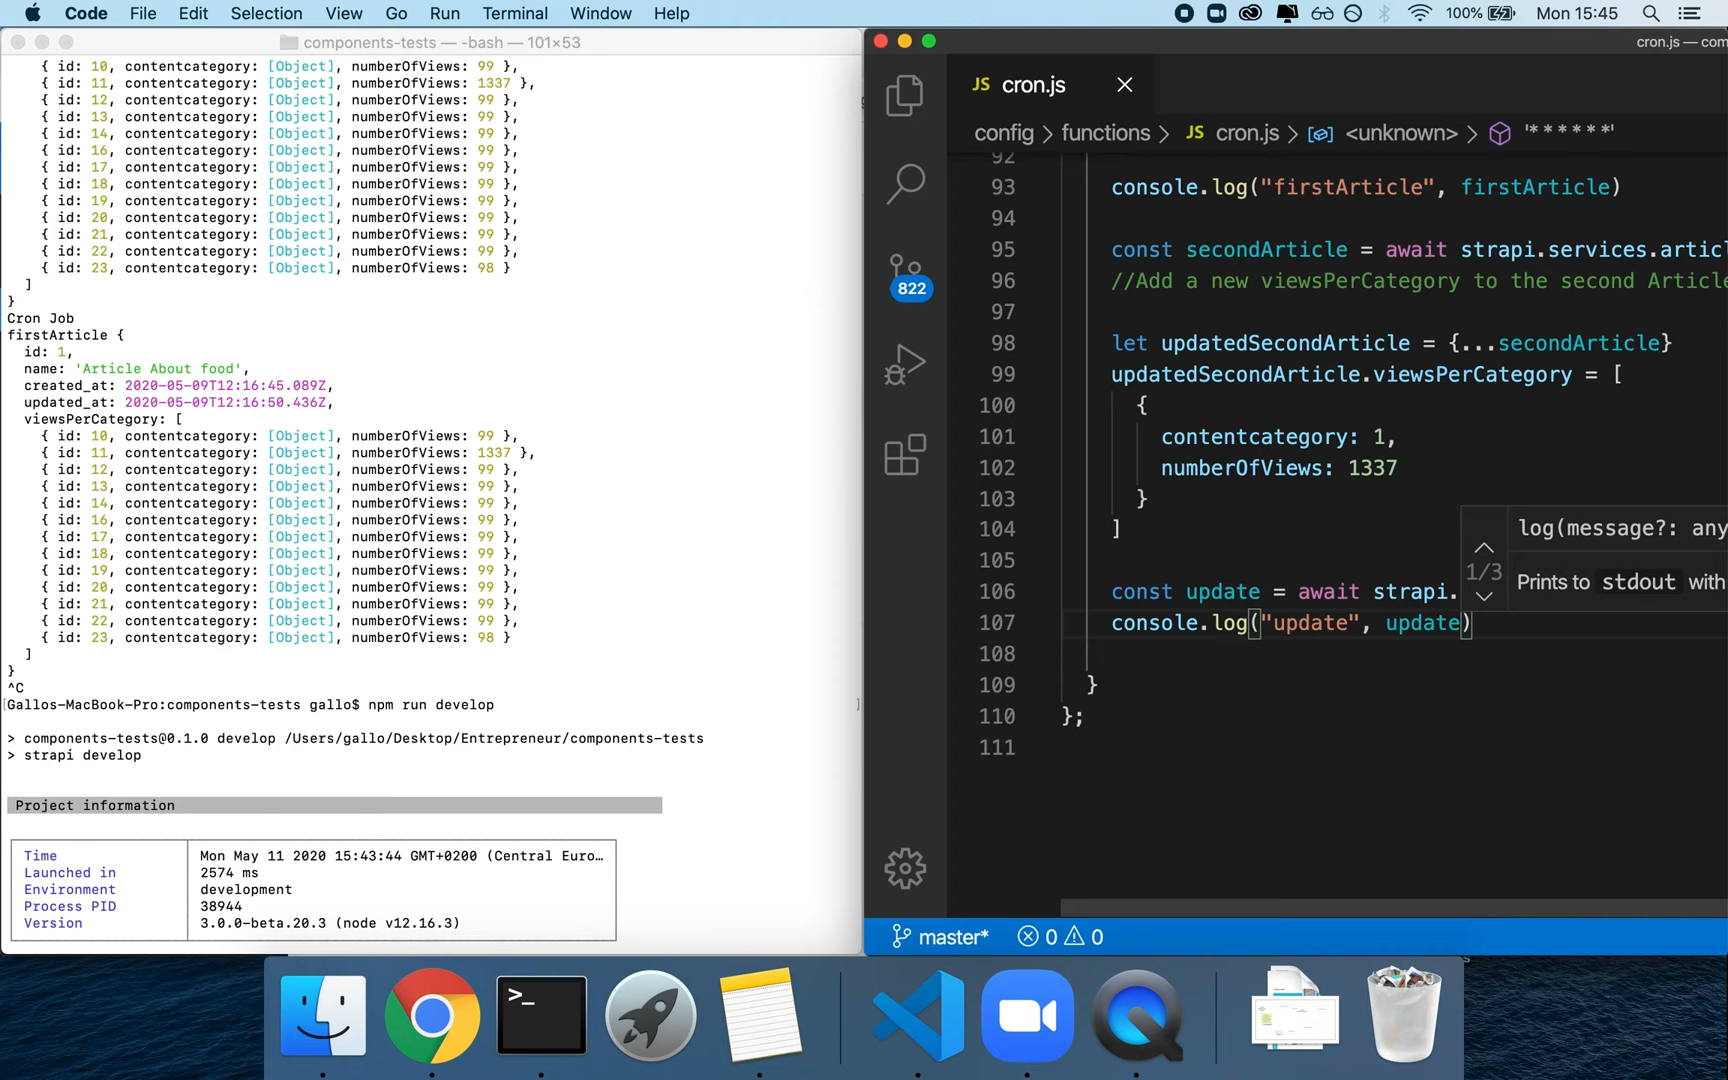 Code File Edit Selection View Go Run Terminal Window Help 100% Mon 15:45
components-tests — -bash — 101×53
{ id: 10, contentcategory: [Object], numberOfViews: 99 },
{ id: 11, contentcategory: [Object], numberOfViews: 1337 },
{ id: 12, contentcategory: [Object], numberOfViews: 99 },
{ id: 13, contentcategory: [Object], numberOfViews: 99 },
{ id: 14, contentcategory: [Object], numberOfViews: 99 },
{ id: 16, contentcategory: [Object], numberOfViews: 99 },
{ id: 17, contentcategory: [Object], numberOfViews: 99 },
{ id: 18, contentcategory: [Object], numberOfViews: 99 },
{ id: 19, contentcategory: [Object], numberOfViews: 99 },
{ id: 20, contentcategory: [Object], numberOfViews: 99 },
{ id: 21, contentcategory: [Object], numberOfViews: 99 },
{ id: 22, contentcategory: [Object], numberOfViews: 99 },
{ id: 23, contentcategory: [Object], numberOfViews: 98 }
]
}
Cron Job
firstArticle {
id: 1,
name: 'Article About food',
created_at: 2020-05-09T12:16:45.089Z,
updated_at: 2020-05-09T12:16:50.436Z,
viewsPerCategory: [
{ id: 10, contentcategory: [Object], numberOfViews: 99 },
{ id: 11, contentcategory: [Object], numberOfViews: 1337 },
{ id: 12, contentcategory: [Object], numberOfViews: 99 },
{ id: 13, contentcategory: [Object], numberOfViews: 99 },
{ id: 14, contentcategory: [Object], numberOfViews: 99 },
{ id: 16, contentcategory: [Object], numberOfViews: 99 },
{ id: 17, contentcategory: [Object], numberOfViews: 99 },
{ id: 18, contentcategory: [Object], numberOfViews: 99 },
{ id: 19, contentcategory: [Object], numberOfViews: 99 },
{ id: 20, contentcategory: [Object], numberOfViews: 99 },
{ id: 21, contentcategory: [Object], numberOfViews: 99 },
{ id: 22, contentcategory: [Object], numberOfViews: 99 },
{ id: 23, contentcategory: [Object], numberOfViews: 98 }
]
}
^C
[Gallos-MacBook-Pro:components-tests gallo$ npm run develop ]
> components-tests@0.1.0 develop /Users/gallo/Desktop/Entrepreneur/components-tests
> strapi develop
Project information
Time Mon May 11 2020 15:43:44 GMT+0200 (Central Euro…
Launched in 2574 ms
Environment development
Process PID 38944
Version 3.0.0-beta.20.3 (node v12.16.3)
cron.js — com
JS cron.js
config > functions > JS cron.js > <unknown> > '* * * * * *'
92
93 console.log("firstArticle", firstArticle)
94
95 const secondArticle = await strapi.services.artic
96 //Add a new viewsPerCategory to the second Article
97
98 let updatedSecondArticle = {...secondArticle}
99 updatedSecondArticle.viewsPerCategory = [
100 {
101 contentcategory: 1,
102 numberOfViews: 1337
103 }
104 ]
105
106 const update = await strapi.
107 console.log("update", update)
108
109 }
110 };
111
log(message?: any
1/3
Prints to stdout with
822
master* 0 0
>_